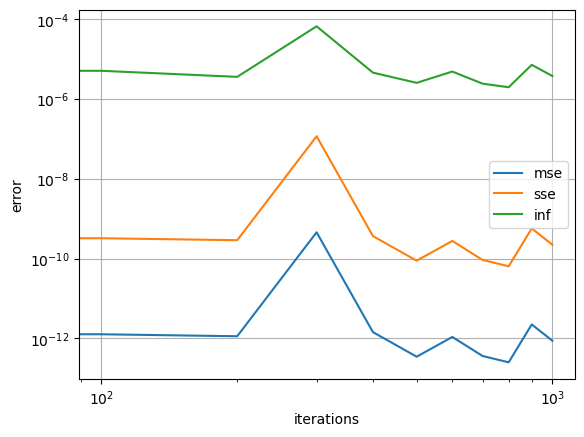 10⁻⁴
10⁻⁶
10⁻⁸
10⁻¹⁰
10⁻¹²
error
mse
sse
inf
10²
10³
iterations